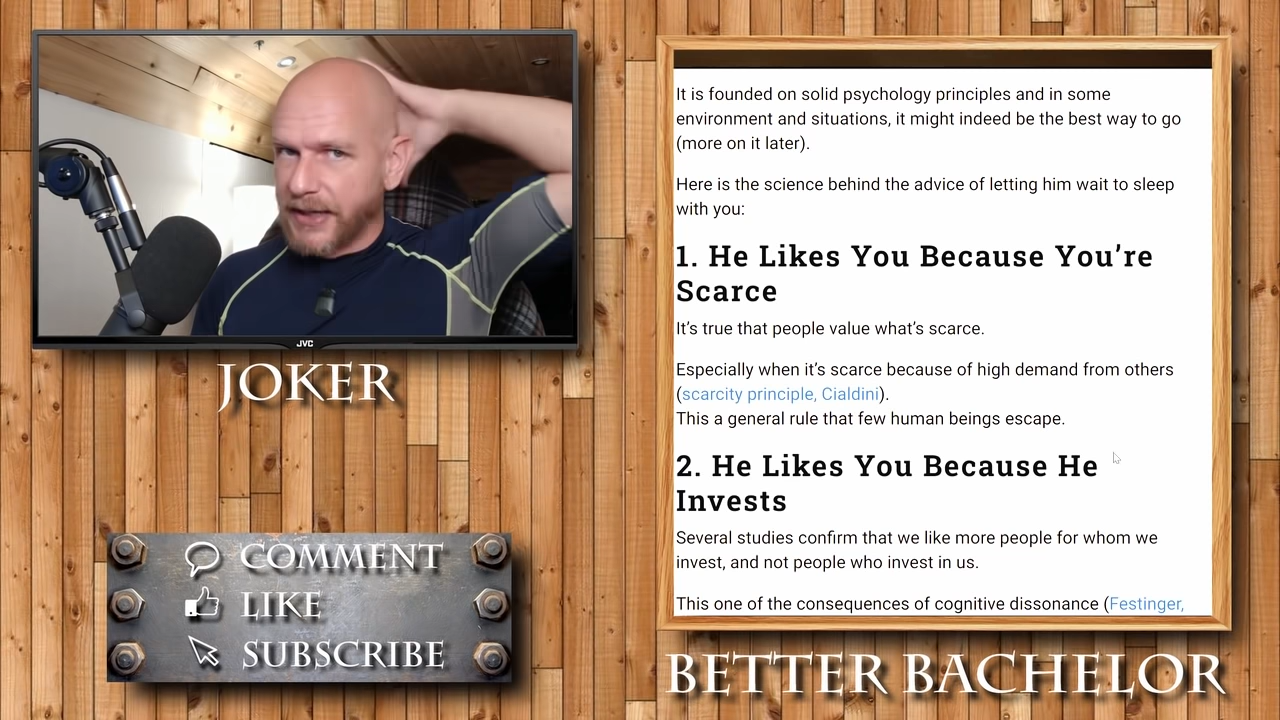 JVC
JOKER
COMMENT
LIKE
SUBSCRIBE
It is founded on solid psychology principles and in some
environment and situations, it might indeed be the best way to go
(more on it later).
Here is the science behind the advice of letting him wait to sleep
with you:
1. He Likes You Because You’re
Scarce
It’s true that people value what’s scarce.
Especially when it’s scarce because of high demand from others
(scarcity principle, Cialdini).
This a general rule that few human beings escape.
2. He Likes You Because He
Invests
Several studies confirm that we like more people for whom we
invest, and not people who invest in us.
This one of the consequences of cognitive dissonance (Festinger,
BETTER BACHELOR